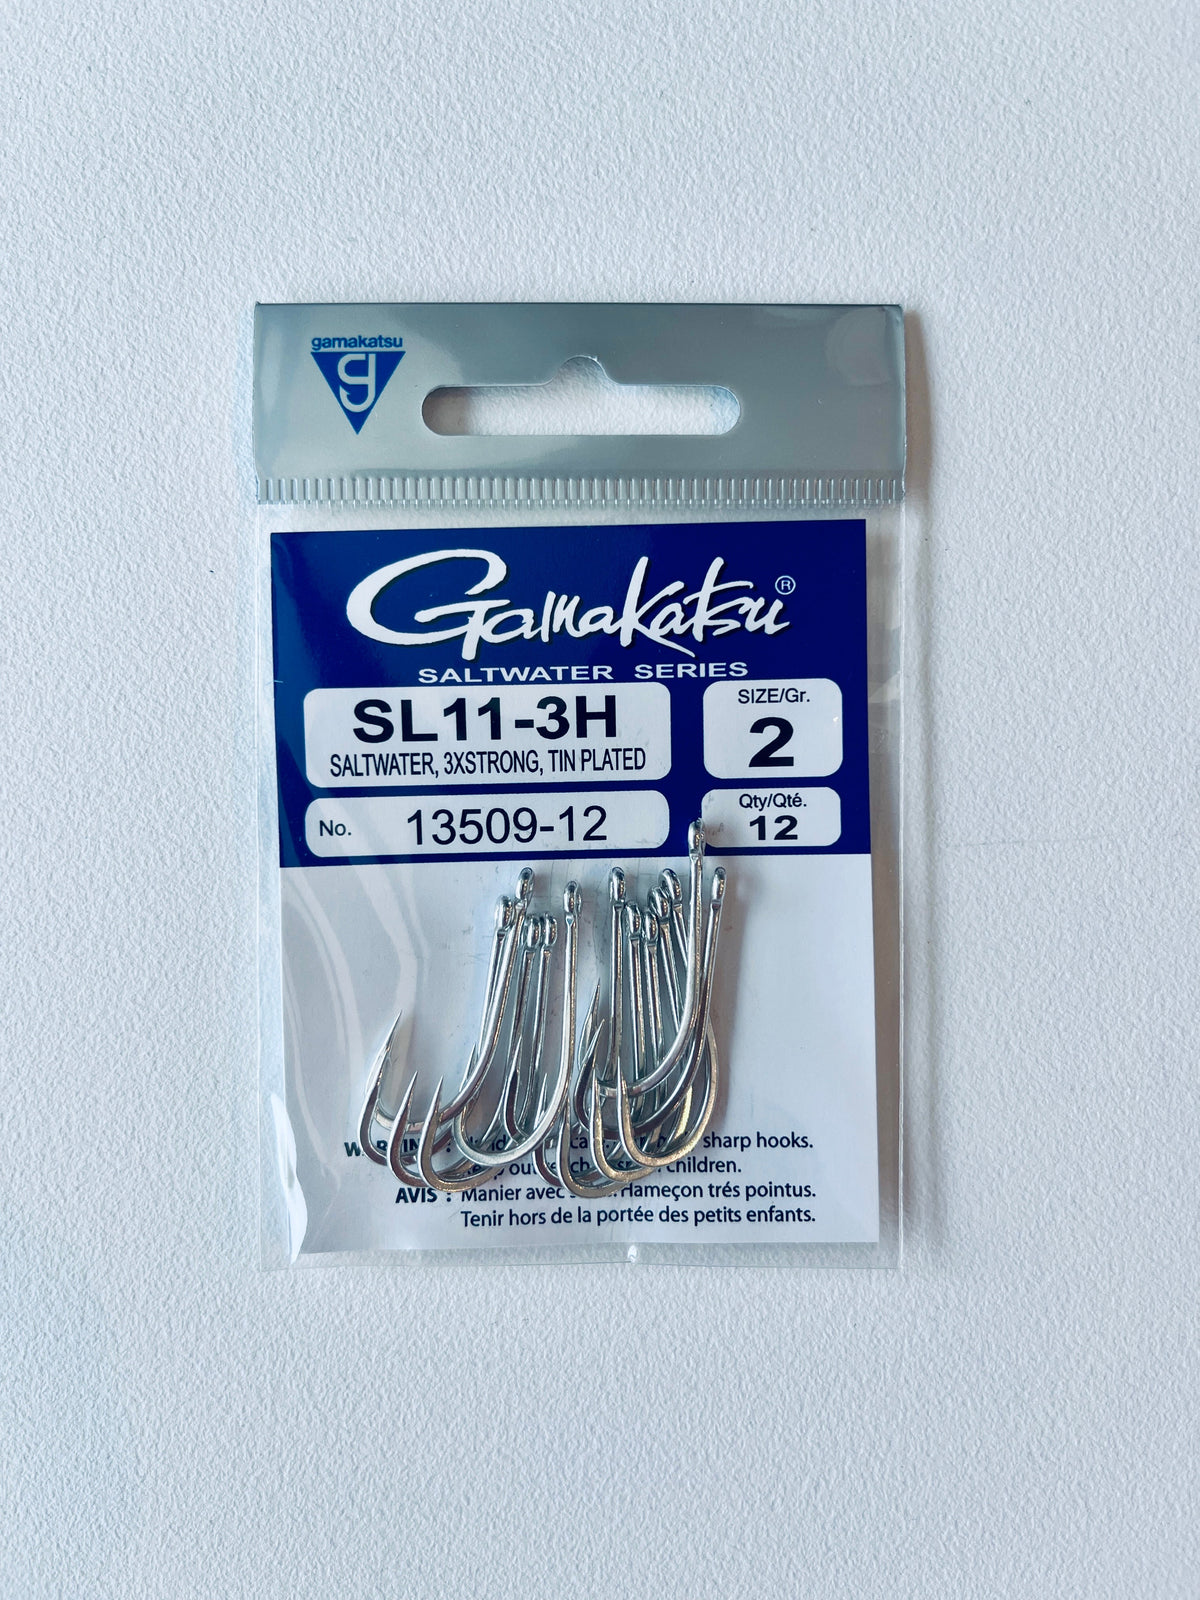 gamakatsu
g
Gamakatsu®
SALTWATER SERIES
SL11-3H
SALTWATER, 3XSTRONG, TIN PLATED
SIZE/Gr.
2
No. 13509-12
Qty/Qté.
12
: sharp hooks.
out children.
AVIS : Manier avec Hameçon trés pointus.
Tenir hors de la portée des petits enfants.